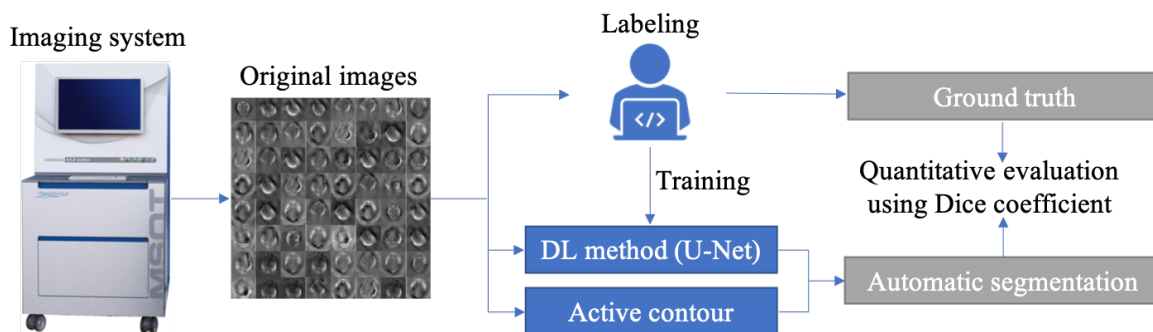 Imaging system
Original images
Labeling
</>
Ground truth
Training
Quantitative evaluation
using Dice coefficient
DL method (U-Net)
Active contour
Automatic segmentation
MSOT